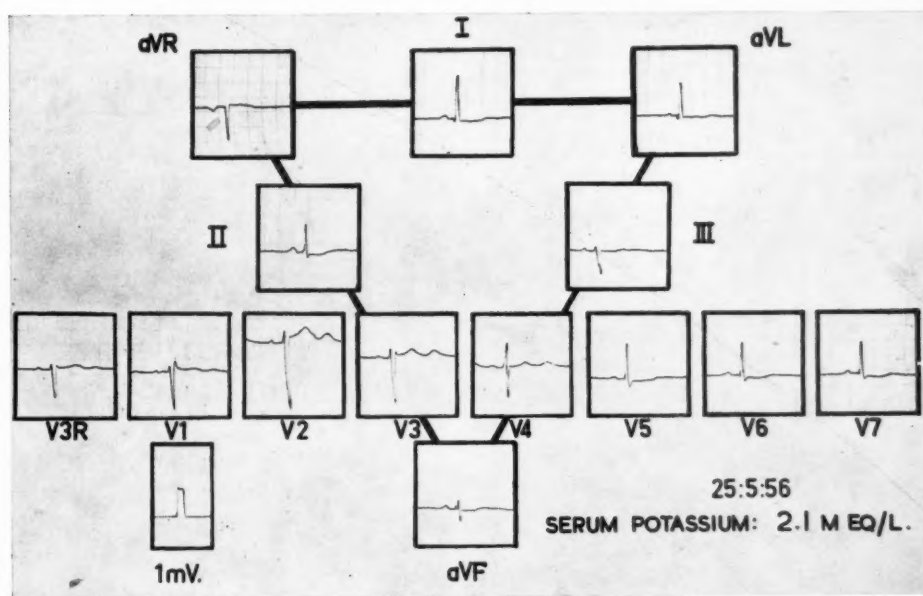 aVR
I
aVL
II
III
V3R
V1
V2
V3
V4
V5
V6
V7
1mV.
aVF
25:5:56
SERUM POTASSIUM: 2.1 M EQ/L.